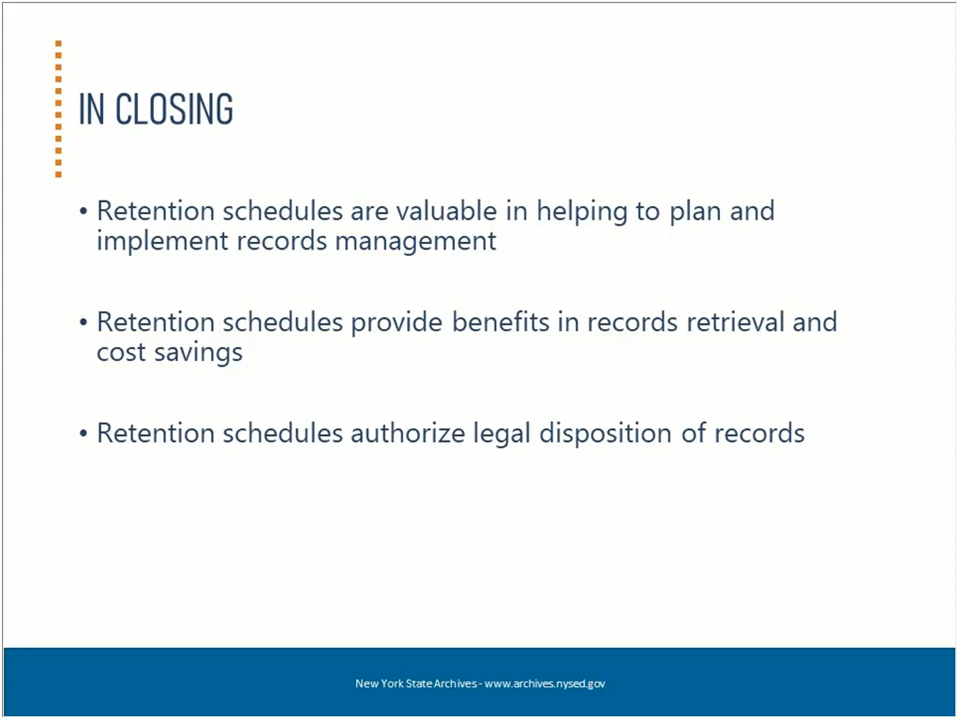 IN CLOSING
• Retention schedules are valuable in helping to plan and
implement records management
• Retention schedules provide benefits in records retrieval and
cost savings
• Retention schedules authorize legal disposition of records
New York State Archives - www.archives.nysed.gov